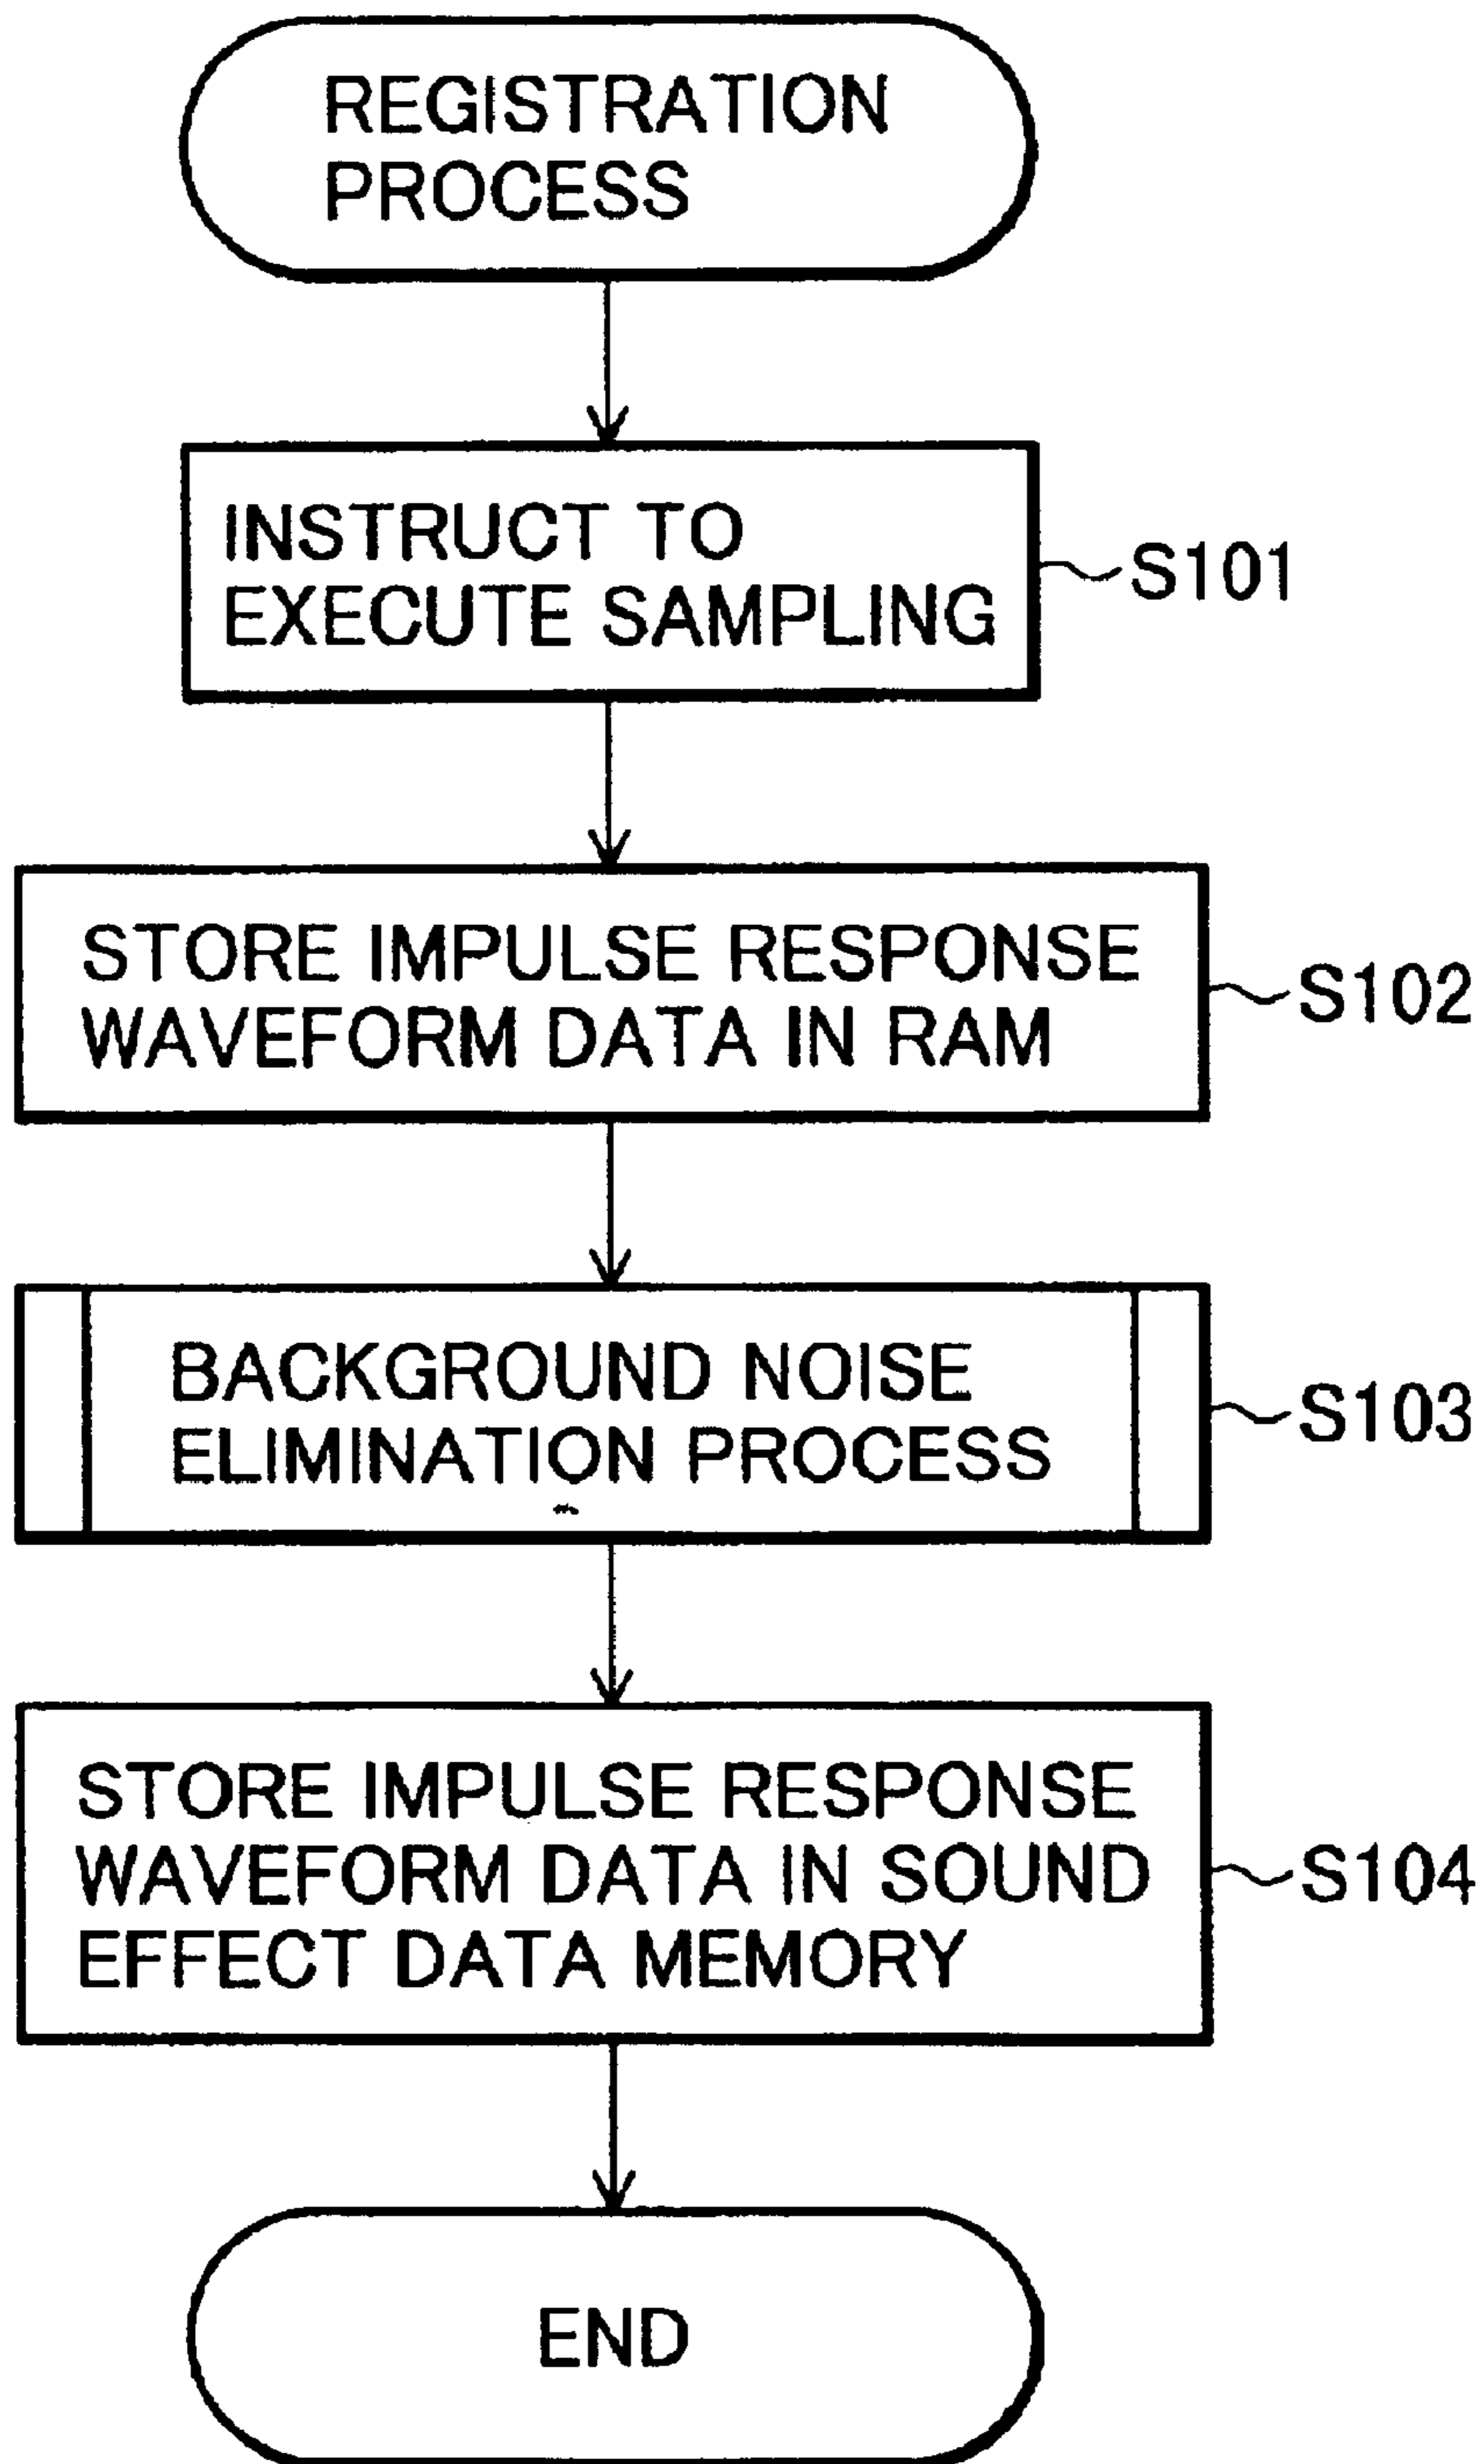 REGISTRATION
PROCESS
INSTRUCT TO
EXECUTE SAMPLING
S101
STORE IMPULSE RESPONSE
WAVEFORM DATA IN RAM
S102
BACKGROUND NOISE
ELIMINATION PROCESS
S103
STORE IMPULSE RESPONSE
WAVEFORM DATA IN SOUND
EFFECT DATA MEMORY
S104
END